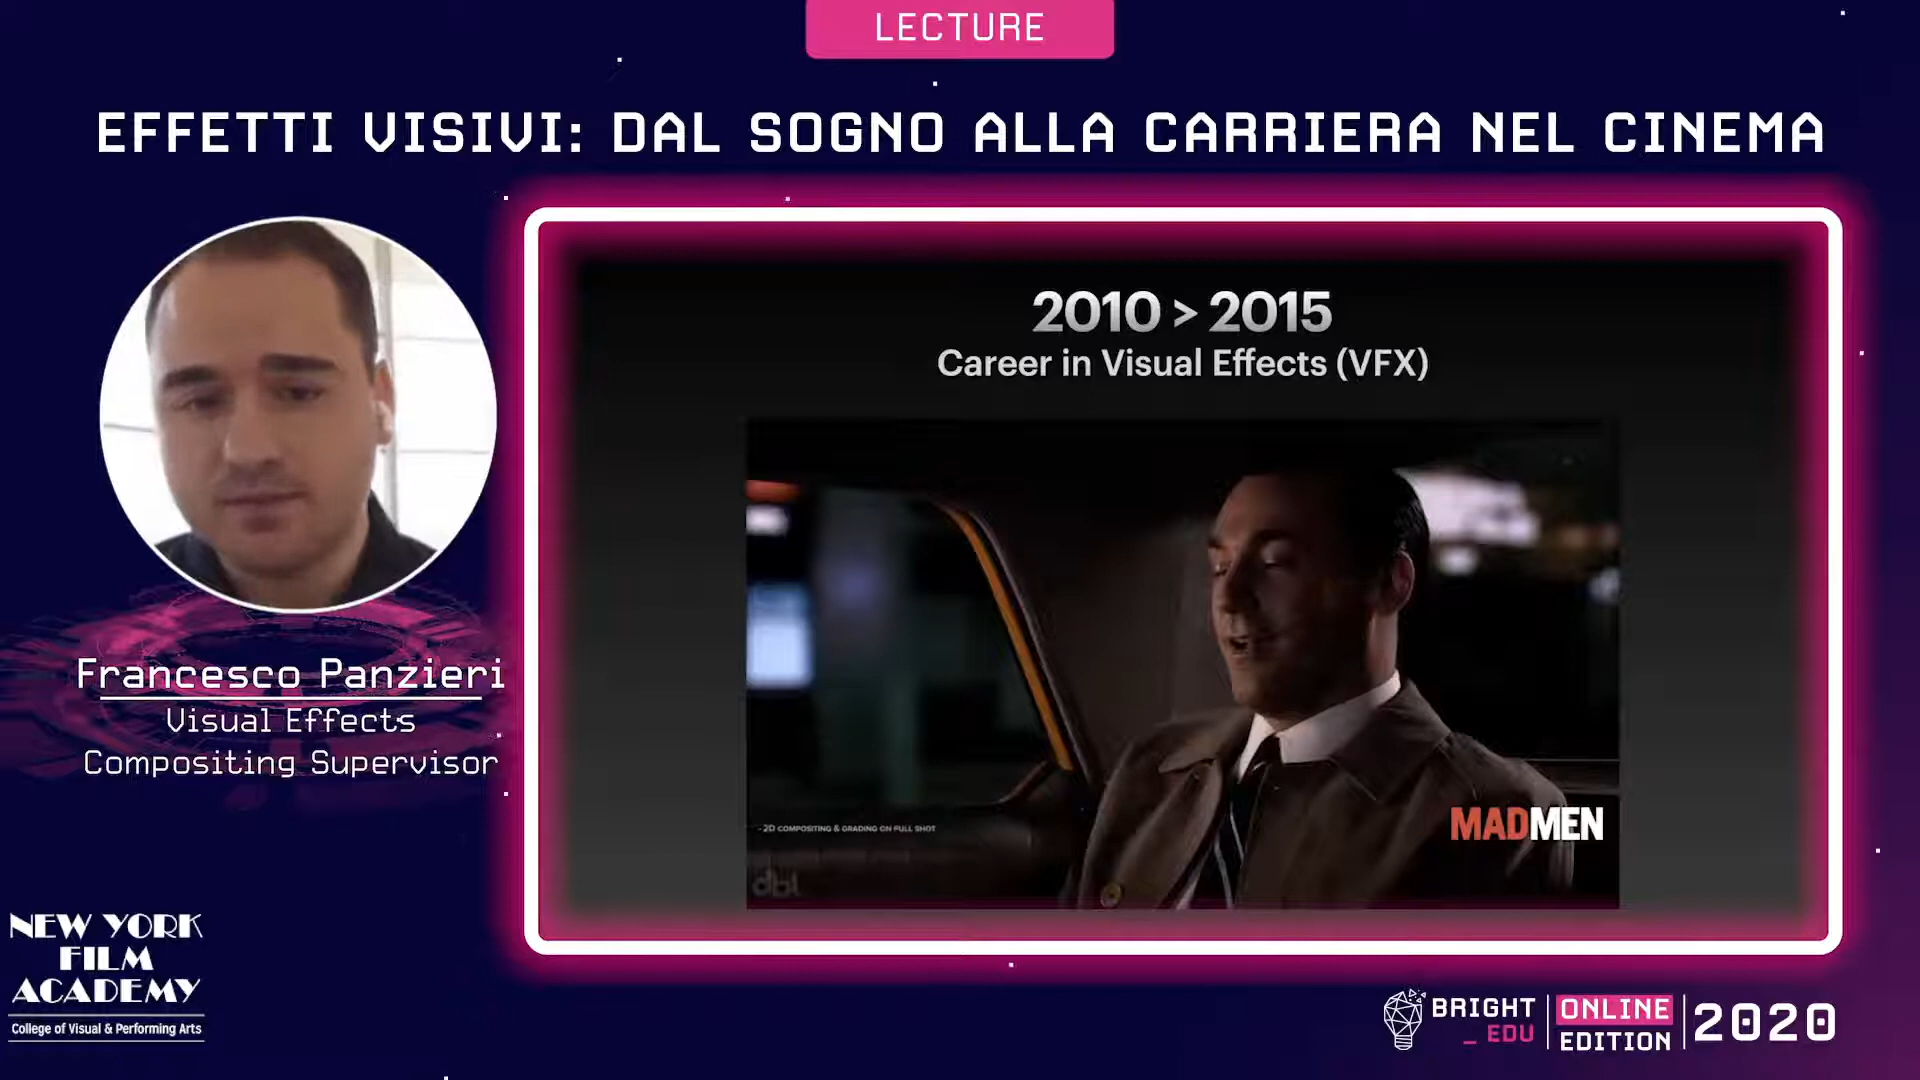 LECTURE
EFFETTI VISIVI: DAL SOGNO ALLA CARRIERA NEL CINEMA
2010 > 2015
Career in Visual Effects (VFX)
- 2D COMPOSITING & GRADING ON FULL SHOT
MADMEN
Francesco Panzieri
Visual Effects
Compositing Supervisor
NEW YORK
FILM
ACADEMY
College of Visual & Performing Arts
BRIGHT
_ EDU
ONLINE
EDITION
2020